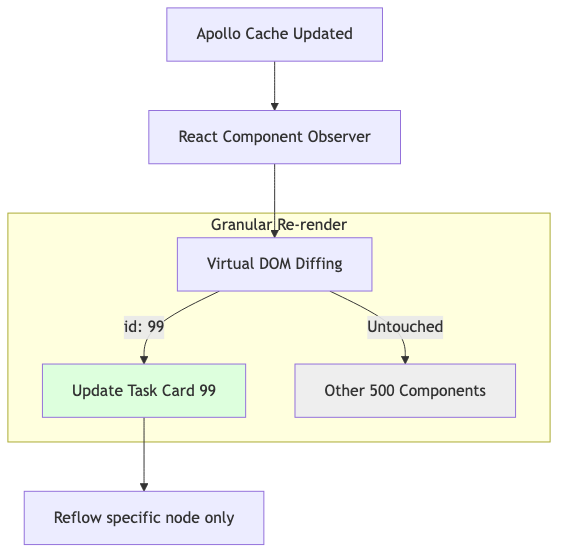 Apollo Cache Updated
React Component Observer
Granular Re-render
Virtual DOM Diffing
id: 99
Untouched
Update Task Card 99
Other 500 Components
Reflow specific node only